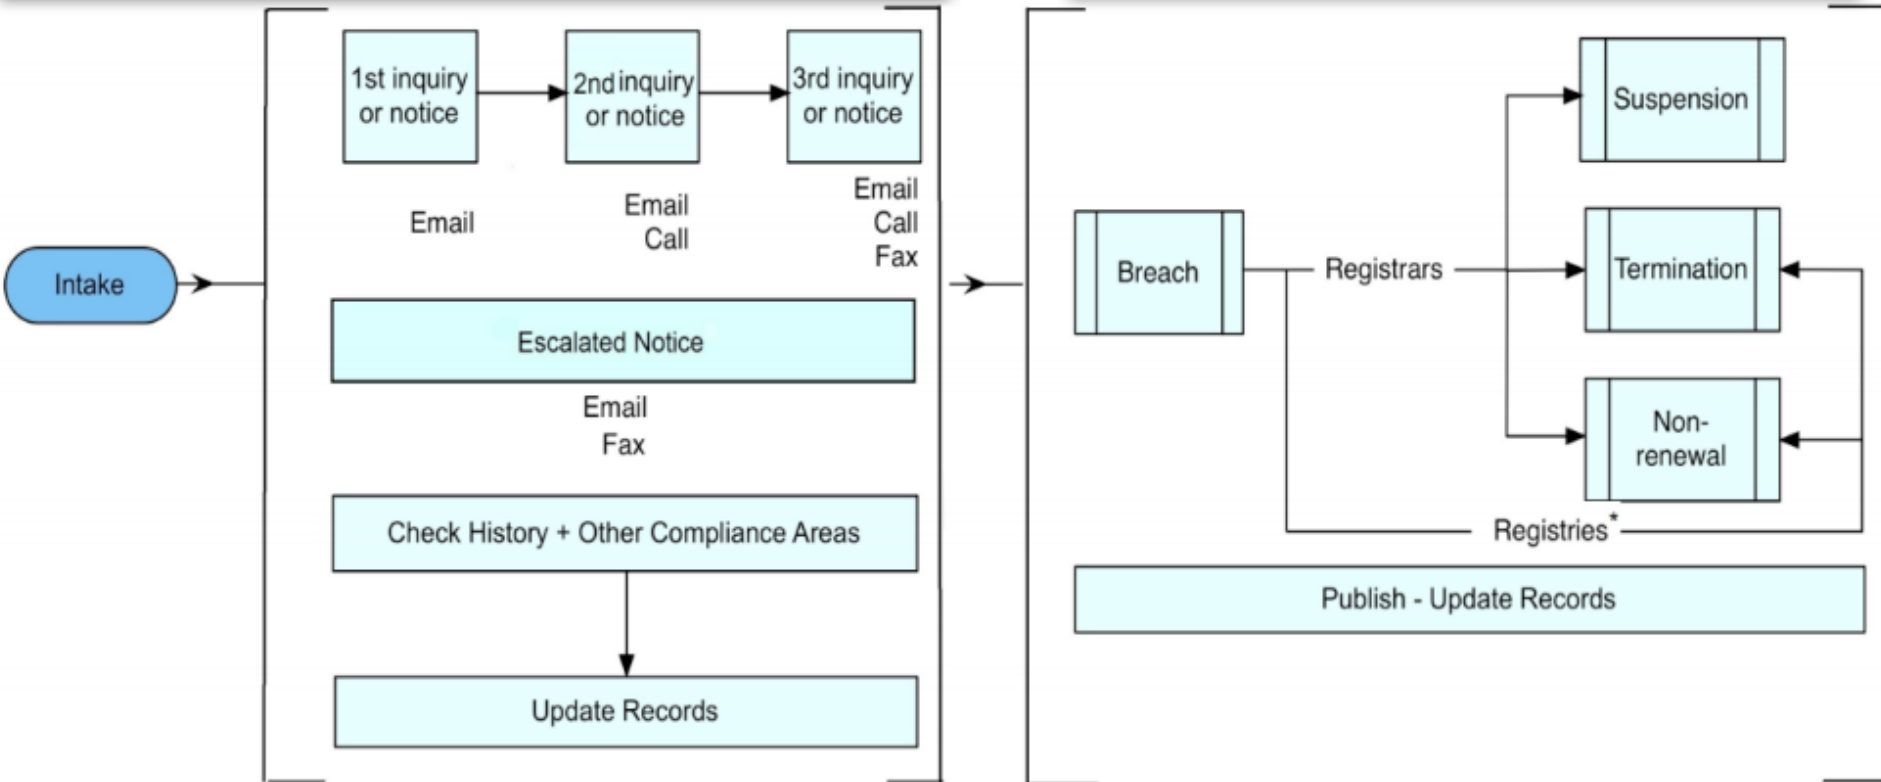 1st inquiry
or notice
2nd inquiry
or notice
3rd inquiry
or notice
Email
Email
Call
Email
Call
Fax
Intake
Escalated Notice
Email
Fax
Check History + Other Compliance Areas
Update Records
Suspension
Breach
Registrars
Termination
Non-
renewal
Registries*
Publish - Update Records